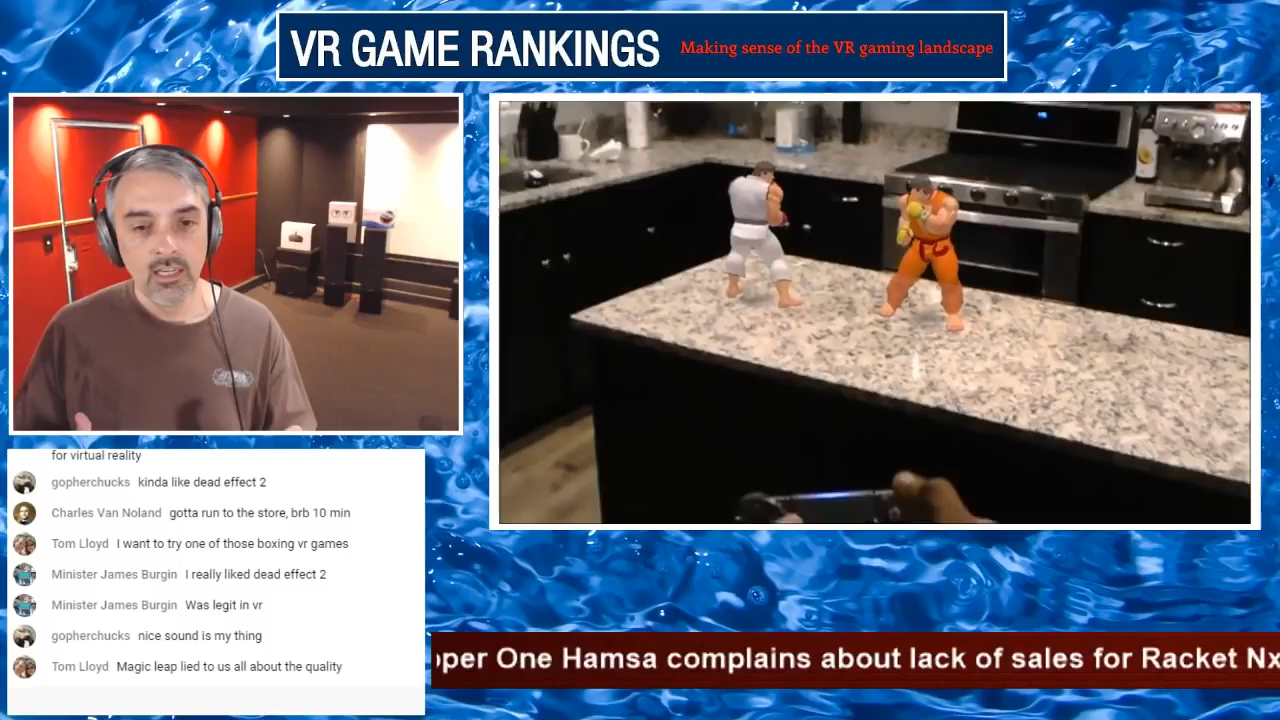 VR GAME RANKINGS Making sense of the VR gaming landscape
for virtual reality
gopherchucks kinda like dead effect 2
Charles Van Noland gotta run to the store, brb 10 min
Tom Lloyd I want to try one of those boxing vr games
Minister James Burgin I really liked dead effect 2
Minister James Burgin Was legit in vr
gopherchucks nice sound is my thing
Tom Lloyd Magic leap lied to us all about the quality
One Hamsa complains about lack of sales for Racket